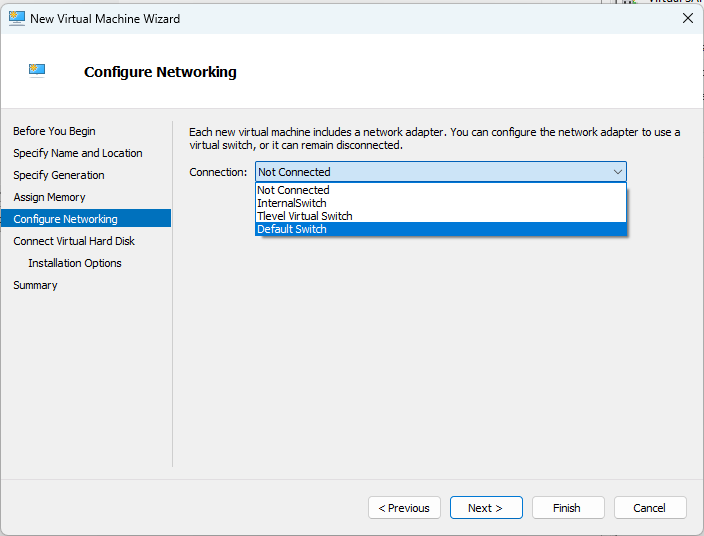 New Virtual Machine Wizard
Configure Networking
Before You Begin
Specify Name and Location
Specify Generation
Assign Memory
Configure Networking
Connect Virtual Hard Disk
Installation Options
Summary
Each new virtual machine includes a network adapter. You can configure the network adapter to use a
virtual switch, or it can remain disconnected.
Connection: Not Connected
Not Connected
InternalSwitch
Tlevel Virtual Switch
Default Switch
< Previous
Next >
Finish
Cancel